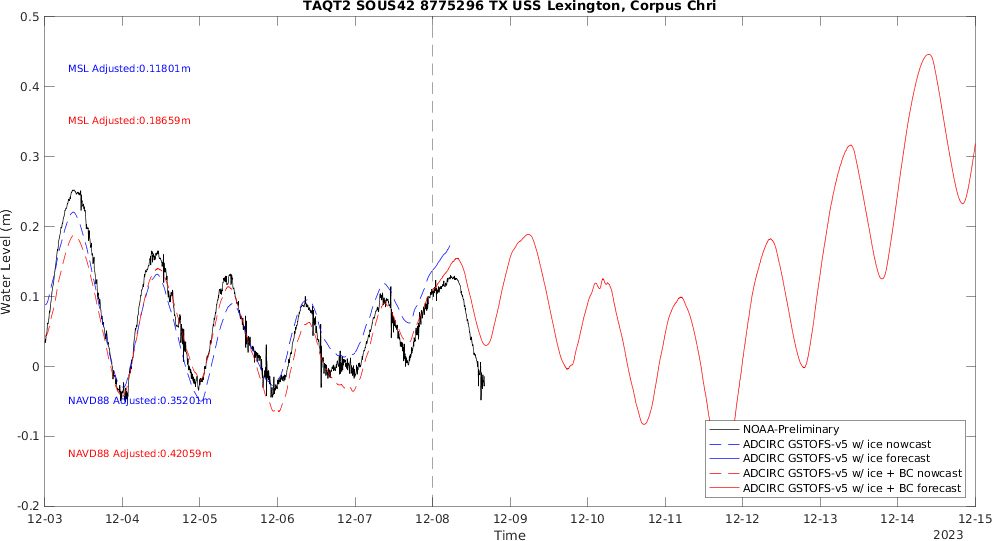 TAQT2 SOUS42 8775296 TX USS Lexington, Corpus Chri
0.5
0.4
0.3
0.2
0.1
0
-0.1
-0.2
Water Level (m)
MSL Adjusted:0.11801m
MSL Adjusted:0.18659m
NAVD88 Adjusted:0.35201m
NAVD88 Adjusted:0.42059m
NOAA-Preliminary
ADCIRC GSTOFS-v5 w/ ice nowcast
ADCIRC GSTOFS-v5 w/ ice forecast
ADCIRC GSTOFS-v5 w/ ice + BC nowcast
ADCIRC GSTOFS-v5 w/ ice + BC forecast
12-03 12-04 12-05 12-06 12-07 12-08 12-09 12-10 12-11 12-12 12-13 12-14 12-15
Time
2023